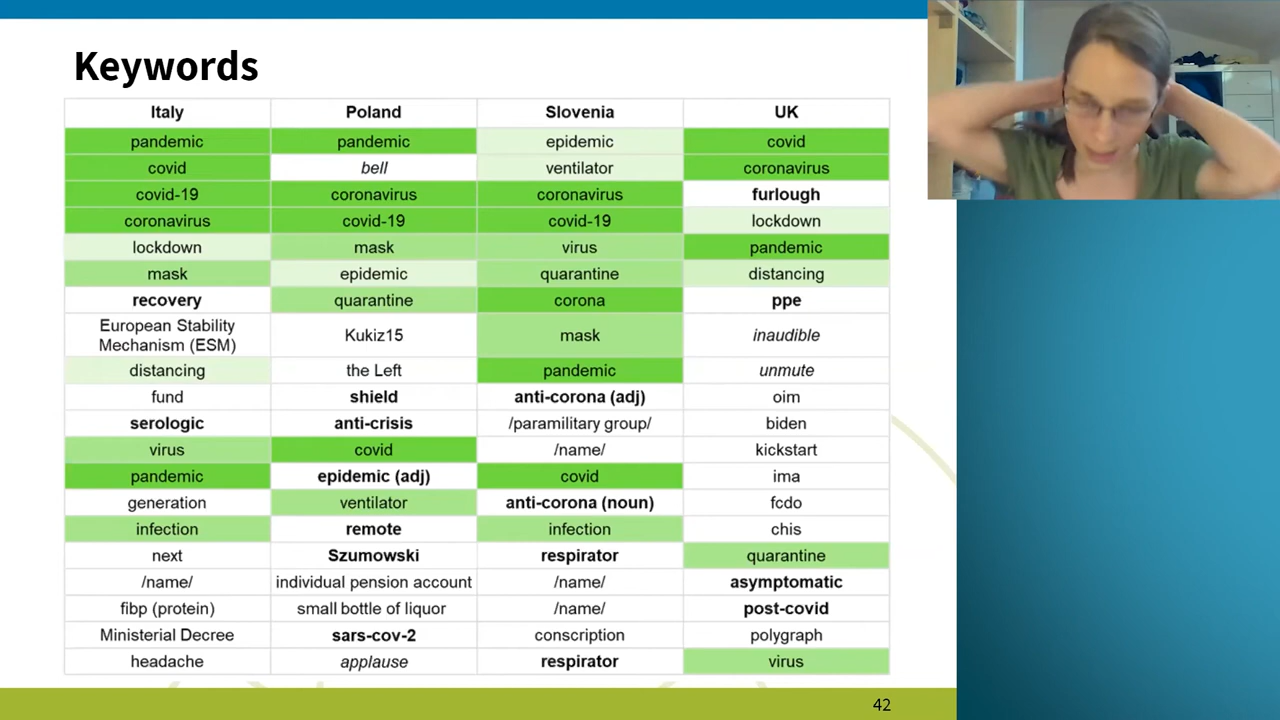 Keywords
Italy Poland Slovenia UK
pandemic pandemic epidemic covid
covid bell ventilator coronavirus
covid-19 coronavirus coronavirus furlough
coronavirus covid-19 covid-19 lockdown
lockdown mask virus pandemic
mask epidemic quarantine distancing
recovery quarantine corona ppe
European Stability
Mechanism (ESM) Kukiz15 mask inaudible
distancing the Left pandemic unmute
fund shield anti-corona (adj) oim
serologic anti-crisis /paramilitary group/ biden
virus covid /name/ kickstart
pandemic epidemic (adj) covid ima
generation ventilator anti-corona (noun) fcdo
infection remote infection chis
next Szumowski respirator quarantine
/name/ individual pension account /name/ asymptomatic
fibp (protein) small bottle of liquor /name/ post-covid
Ministerial Decree sars-cov-2 conscription polygraph
headache applause respirator virus
42